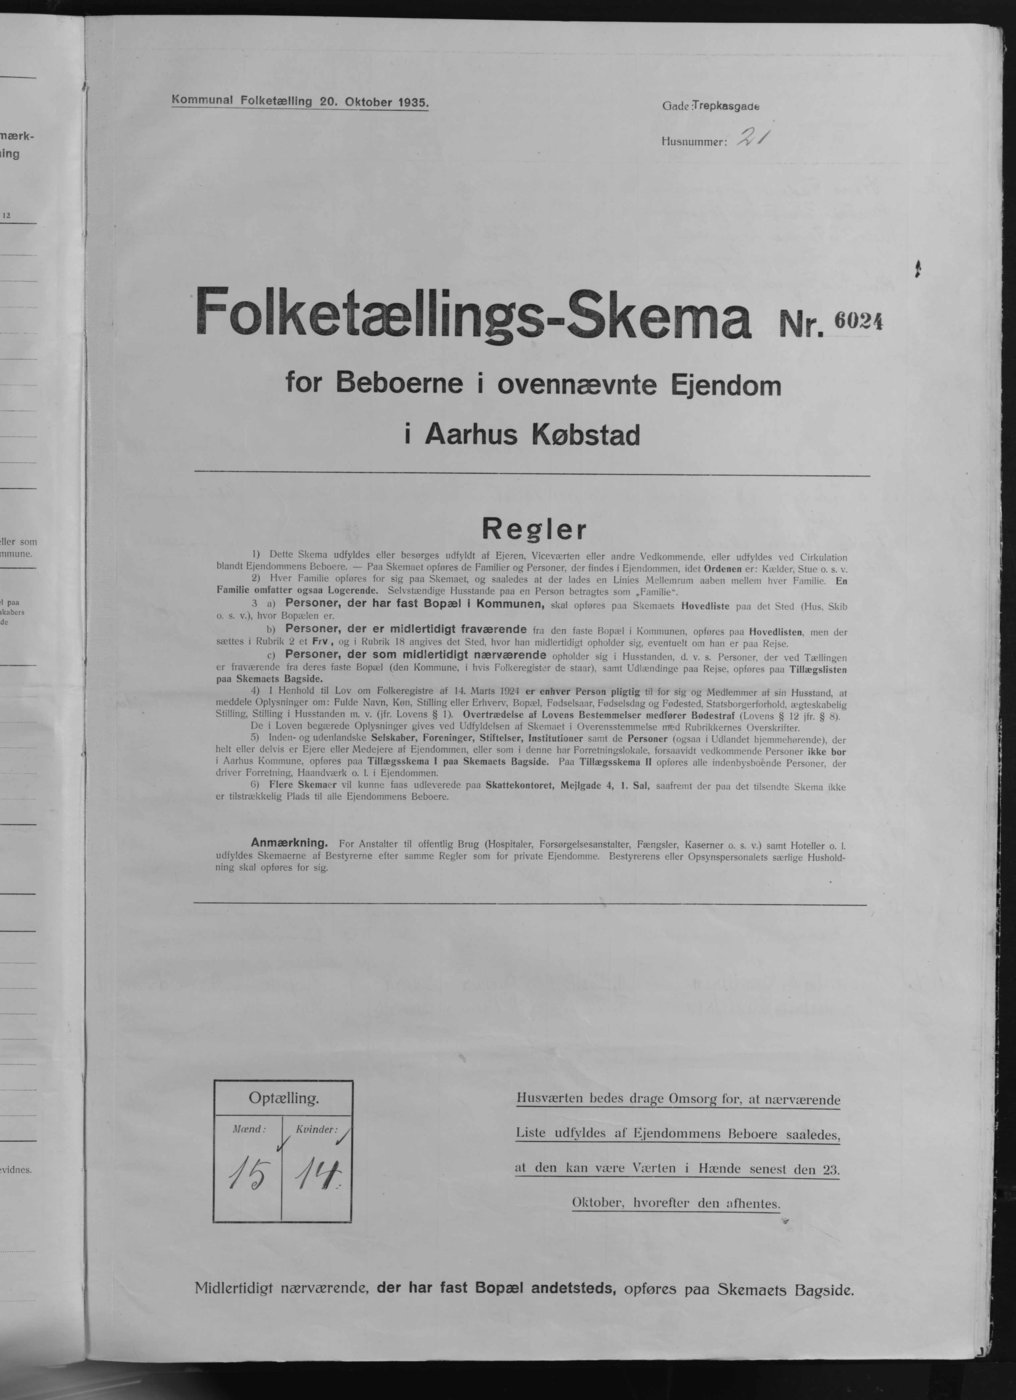 Kommunal Folketælling 20. Oktober 1935.
Gade: Trepkasgade
Husnummer: 21
Folketællings-Skema Nr. 6024
for Beboerne i ovennævnte Ejendom
i Aarhus Købstad
Regler
1) Dette Skema udfyldes eller besørges udfyldt af Ejeren, Viceværten eller andre Vedkommende, eller udfyldes ved Cirkulation
blandt Ejendommens Beboere. — Paa Skemaet opføres de Familier og Personer, der findes i Ejendommen, idet Ordenen er: Kælder, Stue o. s. v.
2) Hver Familie opføres for sig paa Skemaet, og saaledes at der lades en Linies Mellemrum aaben mellem hver Familie. En
Familie omfatter ogsaa Logerende. Selvstændige Husstande paa en Person betragtes som „Familie“.
3 a) Personer, der har fast Bopæl i Kommunen, skal opføres paa Skemaets Hovedliste paa det Sted (Hus, Skib
o. s. v.), hvor Bopælen er.
b) Personer, der er midlertidigt fraværende fra den faste Bopæl i Kommunen, opføres paa Hovedlisten, men der
sættes i Rubrik 2 et Frv, og i Rubrik 18 angives det Sted, hvor han midlertidigt opholder sig, eventuelt om han er paa Rejse.
c) Personer, der som midlertidigt nærværende opholder sig i Husstanden, d. v. s. Personer, der ved Tællingen
er fraværende fra deres faste Bopæl (den Kommune, i hvis Folkeregister de staar), samt Udlændinge paa Rejse, opføres paa Tillægslisten
paa Skemaets Bagside.
4) I Henhold til Lov om Folkeregistre af 14. Marts 1924 er enhver Person pligtig til for sig og Medlemmer af sin Husstand, at
meddele Oplysninger om: Fulde Navn, Køn, Stilling eller Erhverv, Bopæl, Fødselsaar, Fødselsdag og Fødested, Statsborgerforhold, ægteskabelig
Stilling, Stilling i Husstanden m. v. (jfr. Lovens § 1). Overtrædelse af Lovens Bestemmelser medfører Bødestraf (Lovens § 12 jfr. § 8).
De i Loven begærede Oplysninger gives ved Udfyldelsen af Skemaet i Overensstemmelse med Rubrikkernes Overskrifter.
5) Inden- og udenlandske Selskaber, Foreninger, Stiftelser, Institutioner samt de Personer (ogsaa i Udlandet hjemmehørende), der
helt eller delvis er Ejere eller Medejere af Ejendommen, eller som i denne har Forretningslokale, forsaavidt vedkommende Personer ikke bor
i Aarhus Kommune, opføres paa Tillægsskema I paa Skemaets Bagside. Paa Tillægsskema II opføres alle indenbysboende Personer, der
driver Forretning, Haandværk o. l. i Ejendommen.
6) Flere Skemaer vil kunne faas udleverede paa Skattekontoret, Mejlgade 4, 1. Sal, saafremt der paa det tilsendte Skema ikke
er tilstrækkelig Plads til alle Ejendommens Beboere.
Anmærkning. For Anstalter til offentlig Brug (Hospitaler, Forsørgelsesanstalter, Fængsler, Kaserner o. s. v.) samt Hoteller o. l.
udfyldes Skemaerne af Bestyrerne efter samme Regler som for private Ejendomme. Bestyrerens eller Opsynspersonalets særlige Hushold-
ning skal opføres for sig.
Optælling.
Mænd: Kvinder:
15 14
Husværten bedes drage Omsorg for, at nærværende
Liste udfyldes af Ejendommens Beboere saaledes,
at den kan være Værten i Hænde senest den 23.
Oktober, hvorefter den afhentes.
Midlertidigt nærværende, der har fast Bopæl andetsteds, opføres paa Skemaets Bagside.